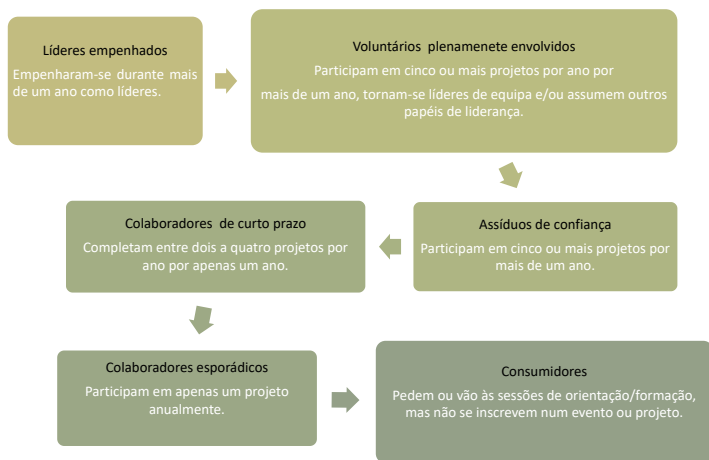 Líderes empenhados
Empenharam-se durante mais
de um ano como líderes.
Voluntários plenamenete envolvidos
Participam em cinco ou mais projetos por ano por
mais de um ano, tornam-se líderes de equipa e/ou assumem outros
papéis de liderança.
Assíduos de confiança
Participam em cinco ou mais projetos por
mais de um ano.
Colaboradores de curto prazo
Completam entre dois a quatro projetos por
ano por apenas um ano.
Colaboradores esporádicos
Participam em apenas um projeto
anualmente.
Consumidores
Pedem ou vão às sessões de orientação/formação,
mas não se inscrevem num evento ou projeto.